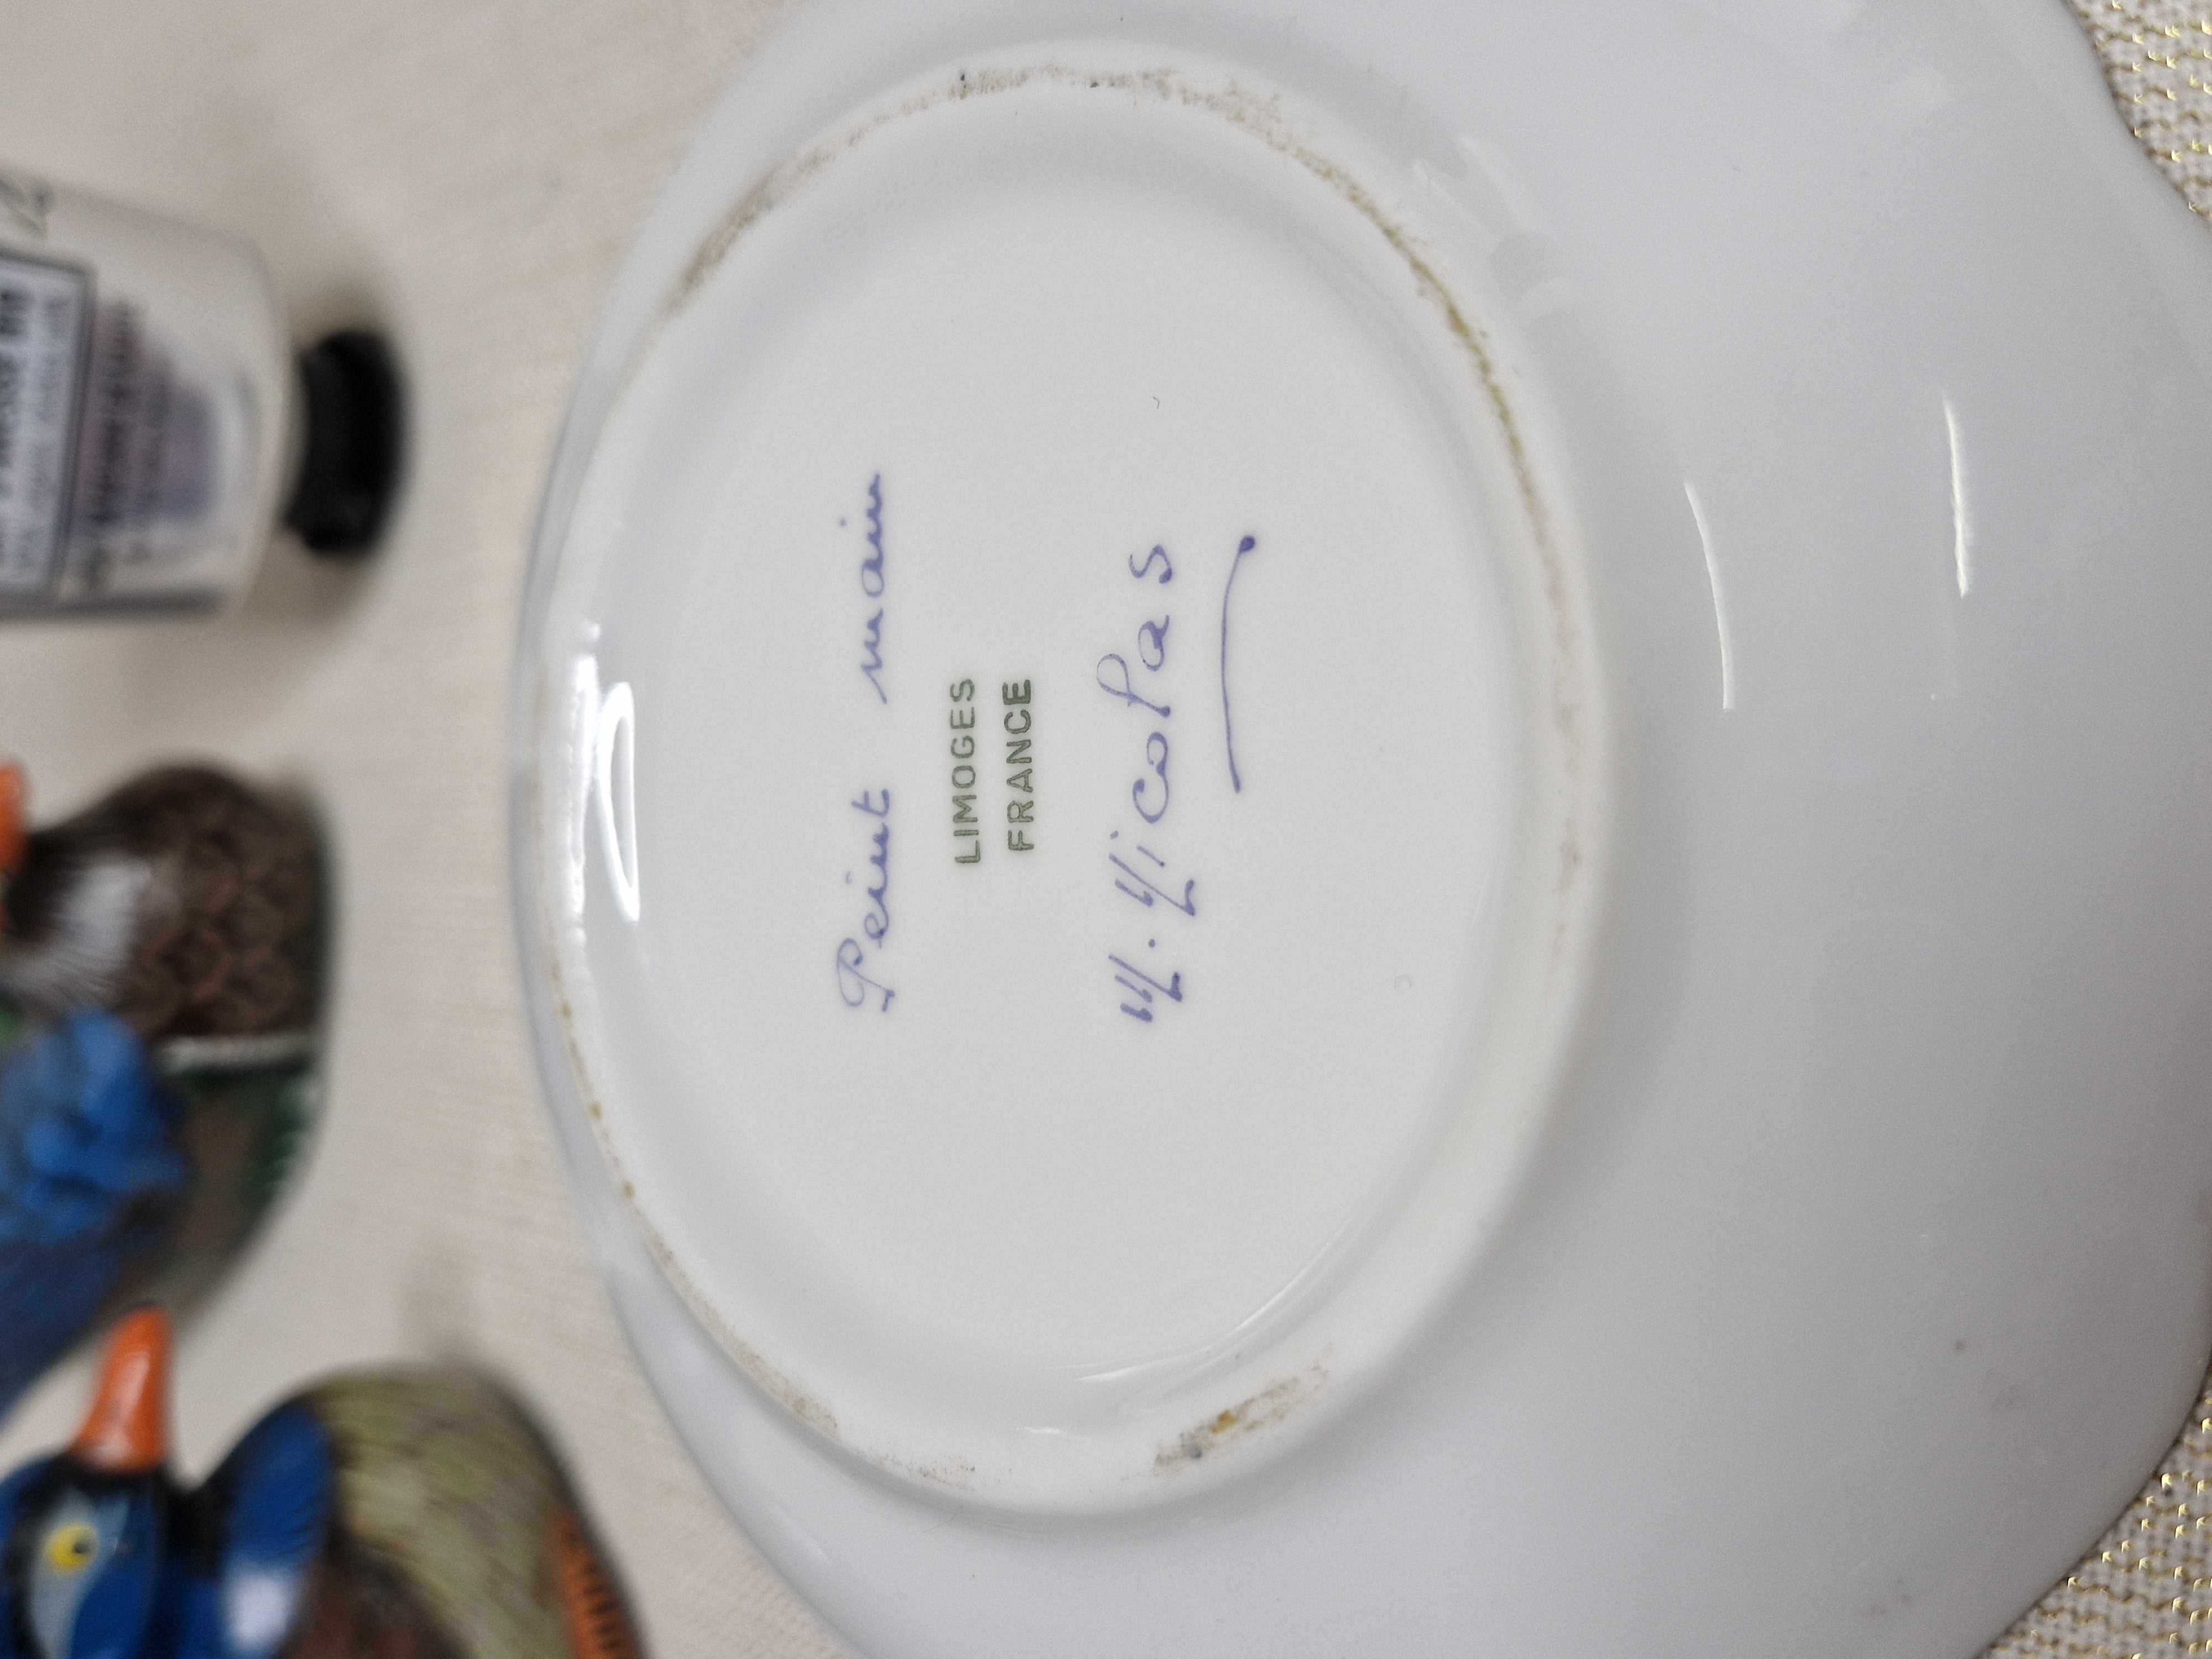 Peint main
LIMOGES
FRANCE
M. Nicolas